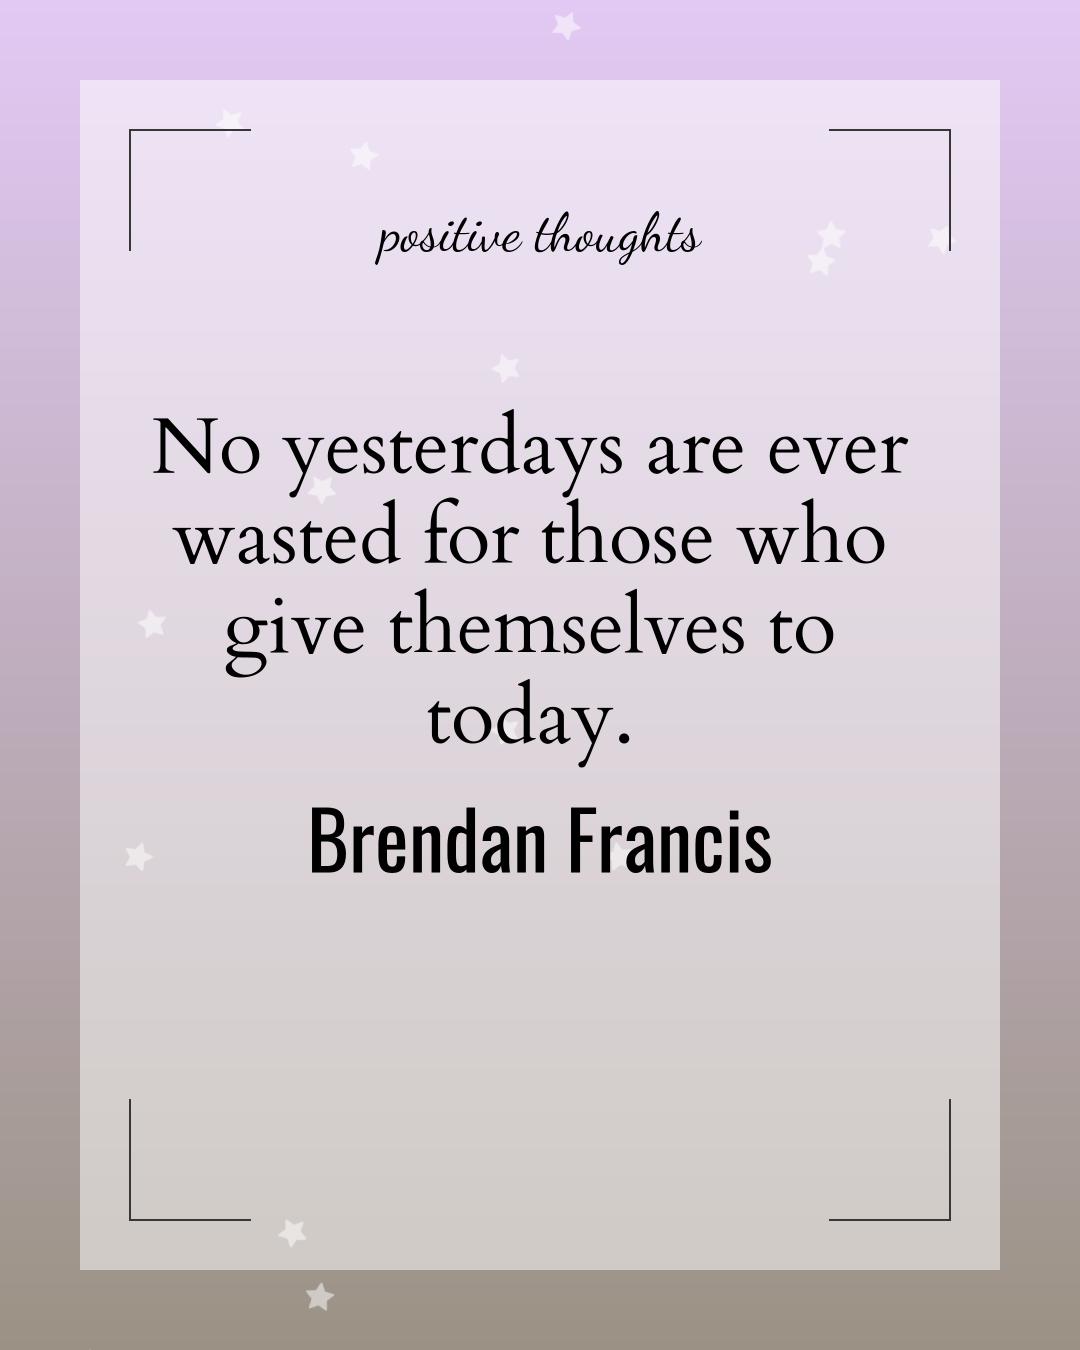 positive thoughts
No yesterdays are ever
wasted for those who
give themselves to
today.
Brendan Francis